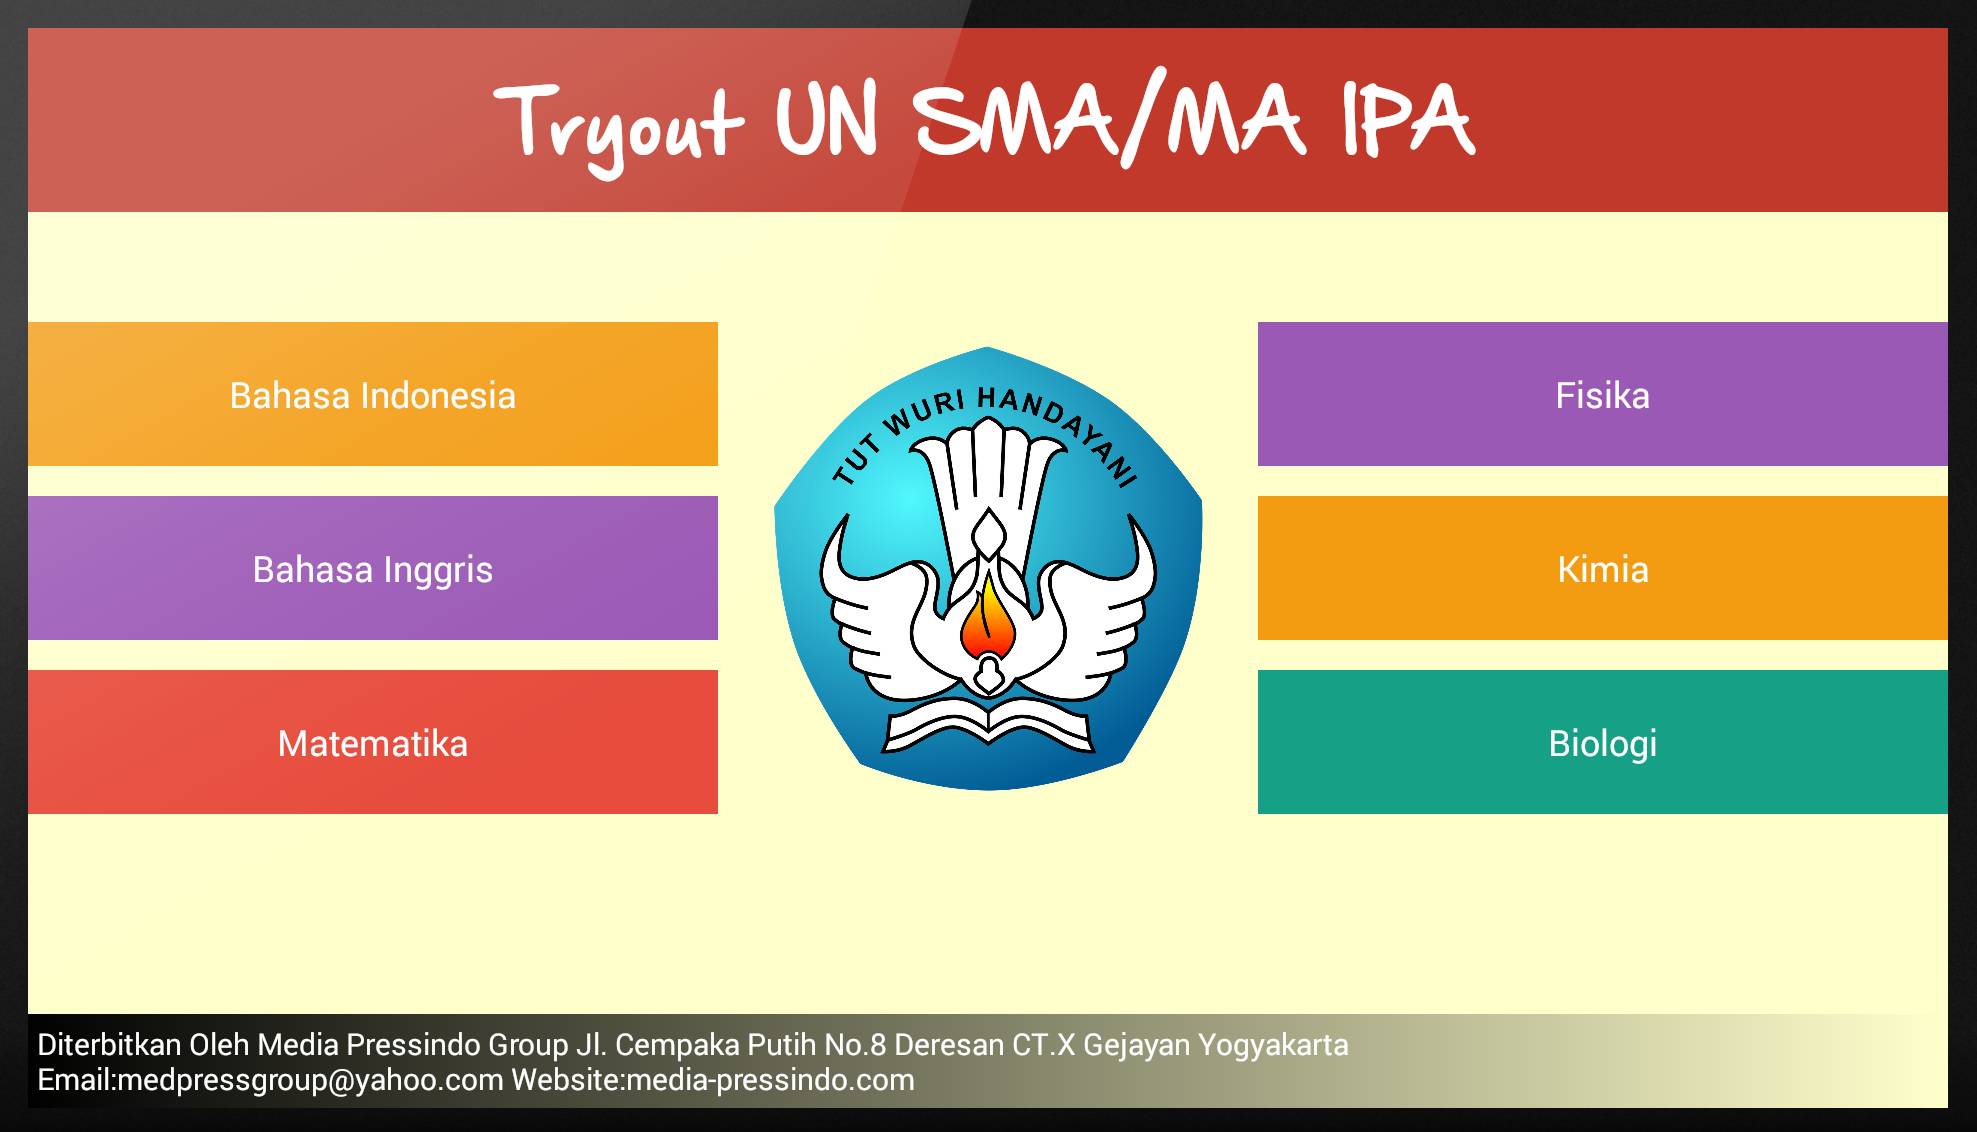 Tryout UN SMA/MA IPA
Bahasa Indonesia
Bahasa Inggris
Matematika
TUT WURI HANDAYANI
Fisika
Kimia
Biologi
Diterbitkan Oleh Media Pressindo Group Jl. Cempaka Putih No.8 Deresan CT.X Gejayan Yogyakarta
Email:medpressgroup@yahoo.com Website:media-pressindo.com